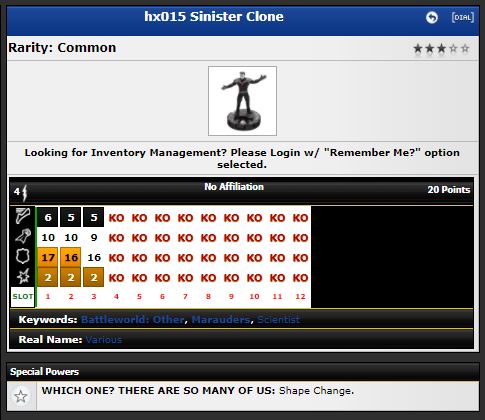 hx015 Sinister Clone
[DIAL]
Rarity: Common
Looking for Inventory Management? Please Login w/ "Remember Me?" option
selected.
4 No Affiliation 20 Points
6 5 5 KO KO KO KO KO KO KO KO KO
10 10 9 KO KO KO KO KO KO KO KO KO
17 16 16 KO KO KO KO KO KO KO KO KO
2 2 2 KO KO KO KO KO KO KO KO KO
SLOT 1 2 3 4 5 6 7 8 9 10 11 12
Keywords: Battleworld: Other, Marauders, Scientist
Real Name: Various
Special Powers
WHICH ONE? THERE ARE SO MANY OF US: Shape Change.